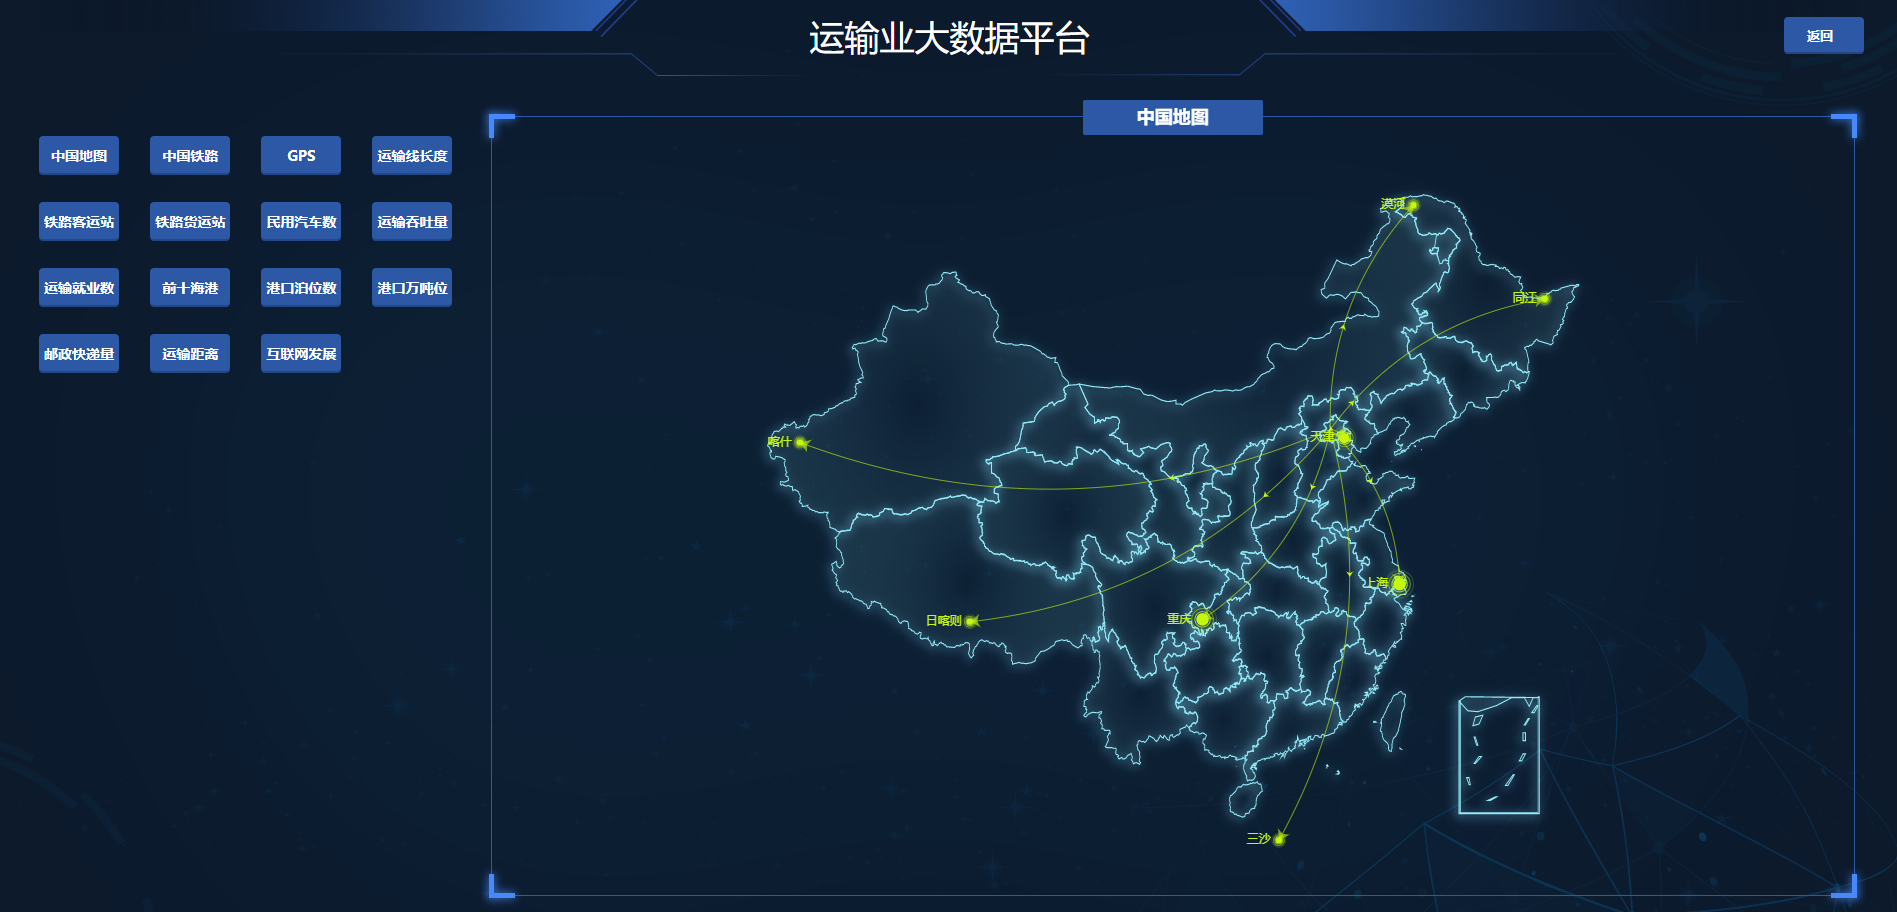 运输业大数据平台
返回
中国地图
中国地图 中国铁路 GPS 运输线长度
铁路客运站 铁路货运站 民用汽车数 运输吞吐量
运输就业数 前十海港 港口泊位数 港口万吨位
邮政快递量 运输距离 互联网发展
漠河
同江
天津
喀什
上海
重庆
日喀则
三沙